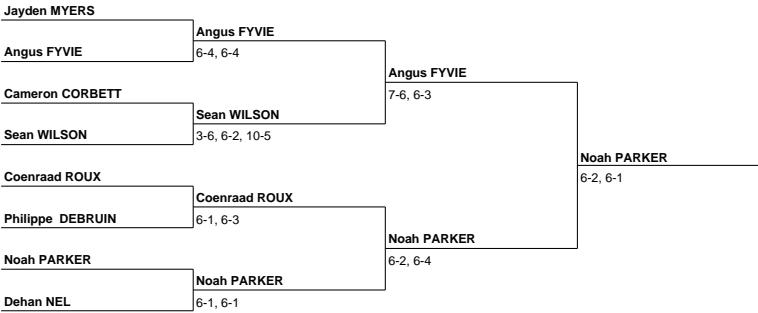 Jayden MYERS
Angus FYVIE
6-4, 6-4
Angus FYVIE
Angus FYVIE
7-6, 6-3
Cameron CORBETT
Sean WILSON
3-6, 6-2, 10-5
Sean WILSON
Noah PARKER
6-2, 6-1
Coenraad ROUX
Coenraad ROUX
6-1, 6-3
Philippe DEBRUIN
Noah PARKER
6-2, 6-4
Noah PARKER
Noah PARKER
6-1, 6-1
Dehan NEL